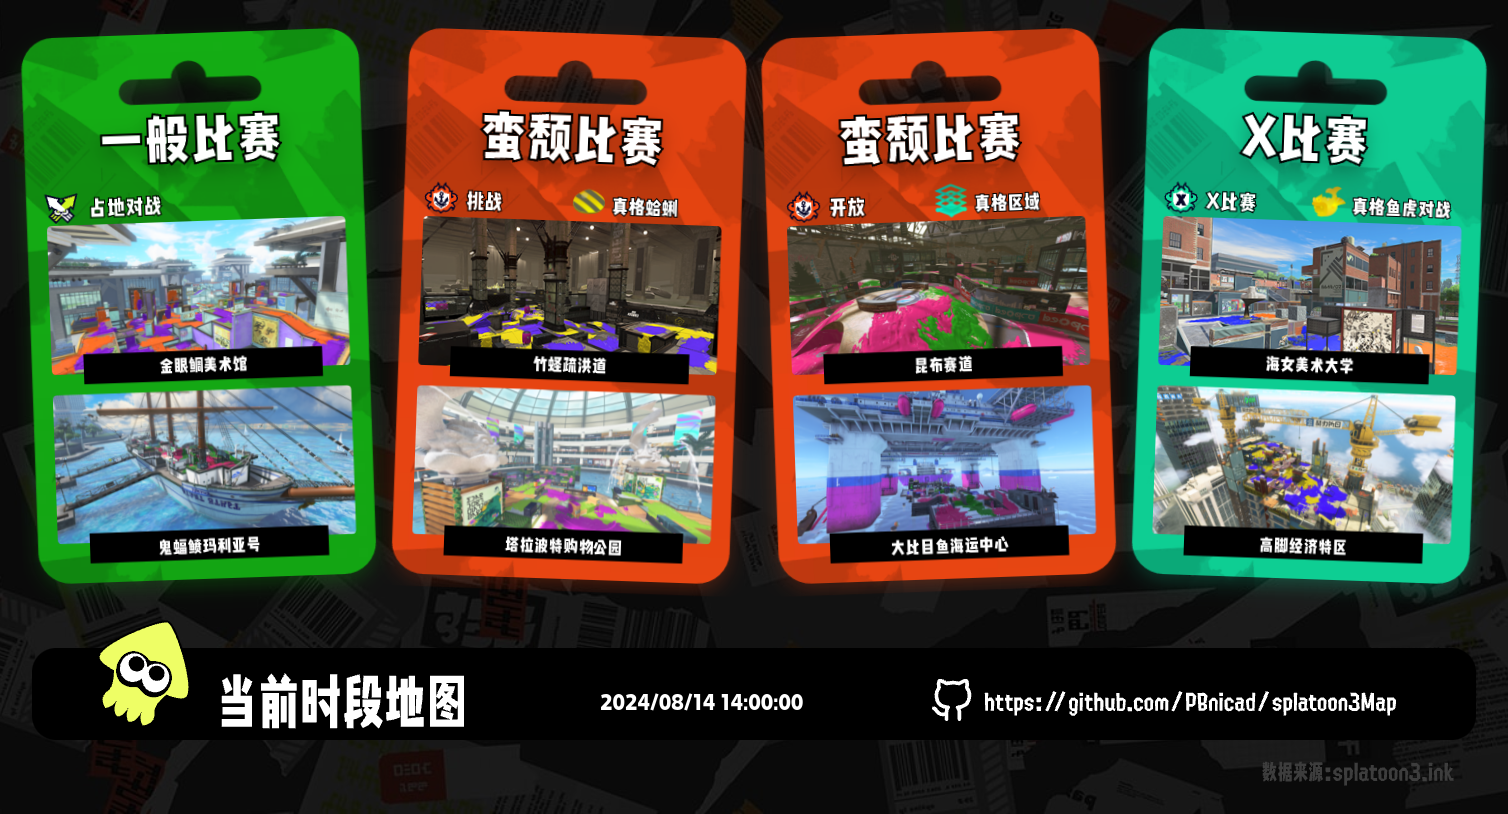 一般比赛
占地对战
金眼鲷美术馆
鬼蝠鲼玛利亚号
蛮颓比赛
挑战
真格蛤蜊
竹蛏疏洪道
塔拉波特购物公园
蛮颓比赛
开放
真格区域
昆布赛道
大比目鱼海运中心
X比赛
X比赛
真格鱼虎对战
海女美术大学
高脚经济特区
当前时段地图
2024/08/14 14:00:00
https://github.com/PBnicad/splatoon3Map
数据来源:splatoon3.ink